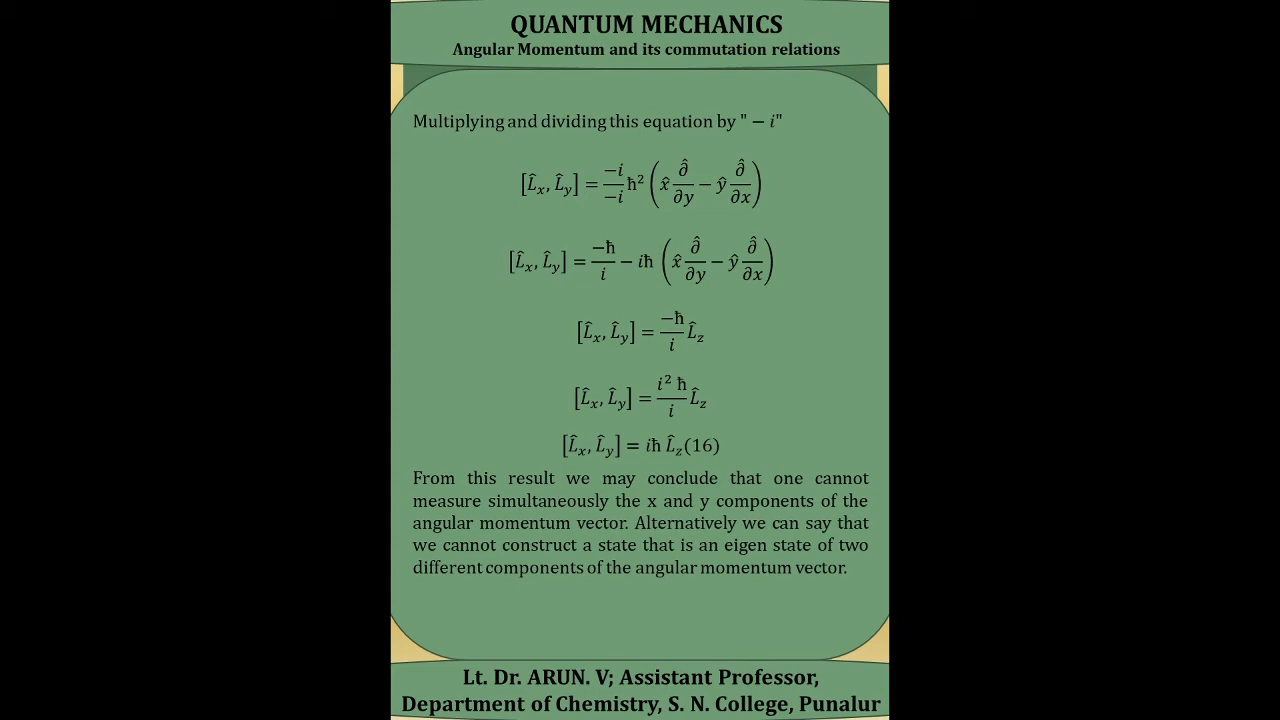 QUANTUM MECHANICS
Angular Momentum and its commutation relations
Multiplying and dividing this equation by " − i"
[L̂x, L̂y] = −i/−i ħ² (x̂ ∂̂/∂y − ŷ ∂̂/∂x)
[L̂x, L̂y] = −ħ/i − iħ (x̂ ∂̂/∂y − ŷ ∂̂/∂x)
[L̂x, L̂y] = −ħ/i L̂z
[L̂x, L̂y] = i² ħ/i L̂z
[L̂x, L̂y] = iħ L̂z(16)
From this result we may conclude that one cannot
measure simultaneously the x and y components of the
angular momentum vector. Alternatively we can say that
we cannot construct a state that is an eigen state of two
different components of the angular momentum vector.
Lt. Dr. ARUN. V; Assistant Professor,
Department of Chemistry, S. N. College, Punalur